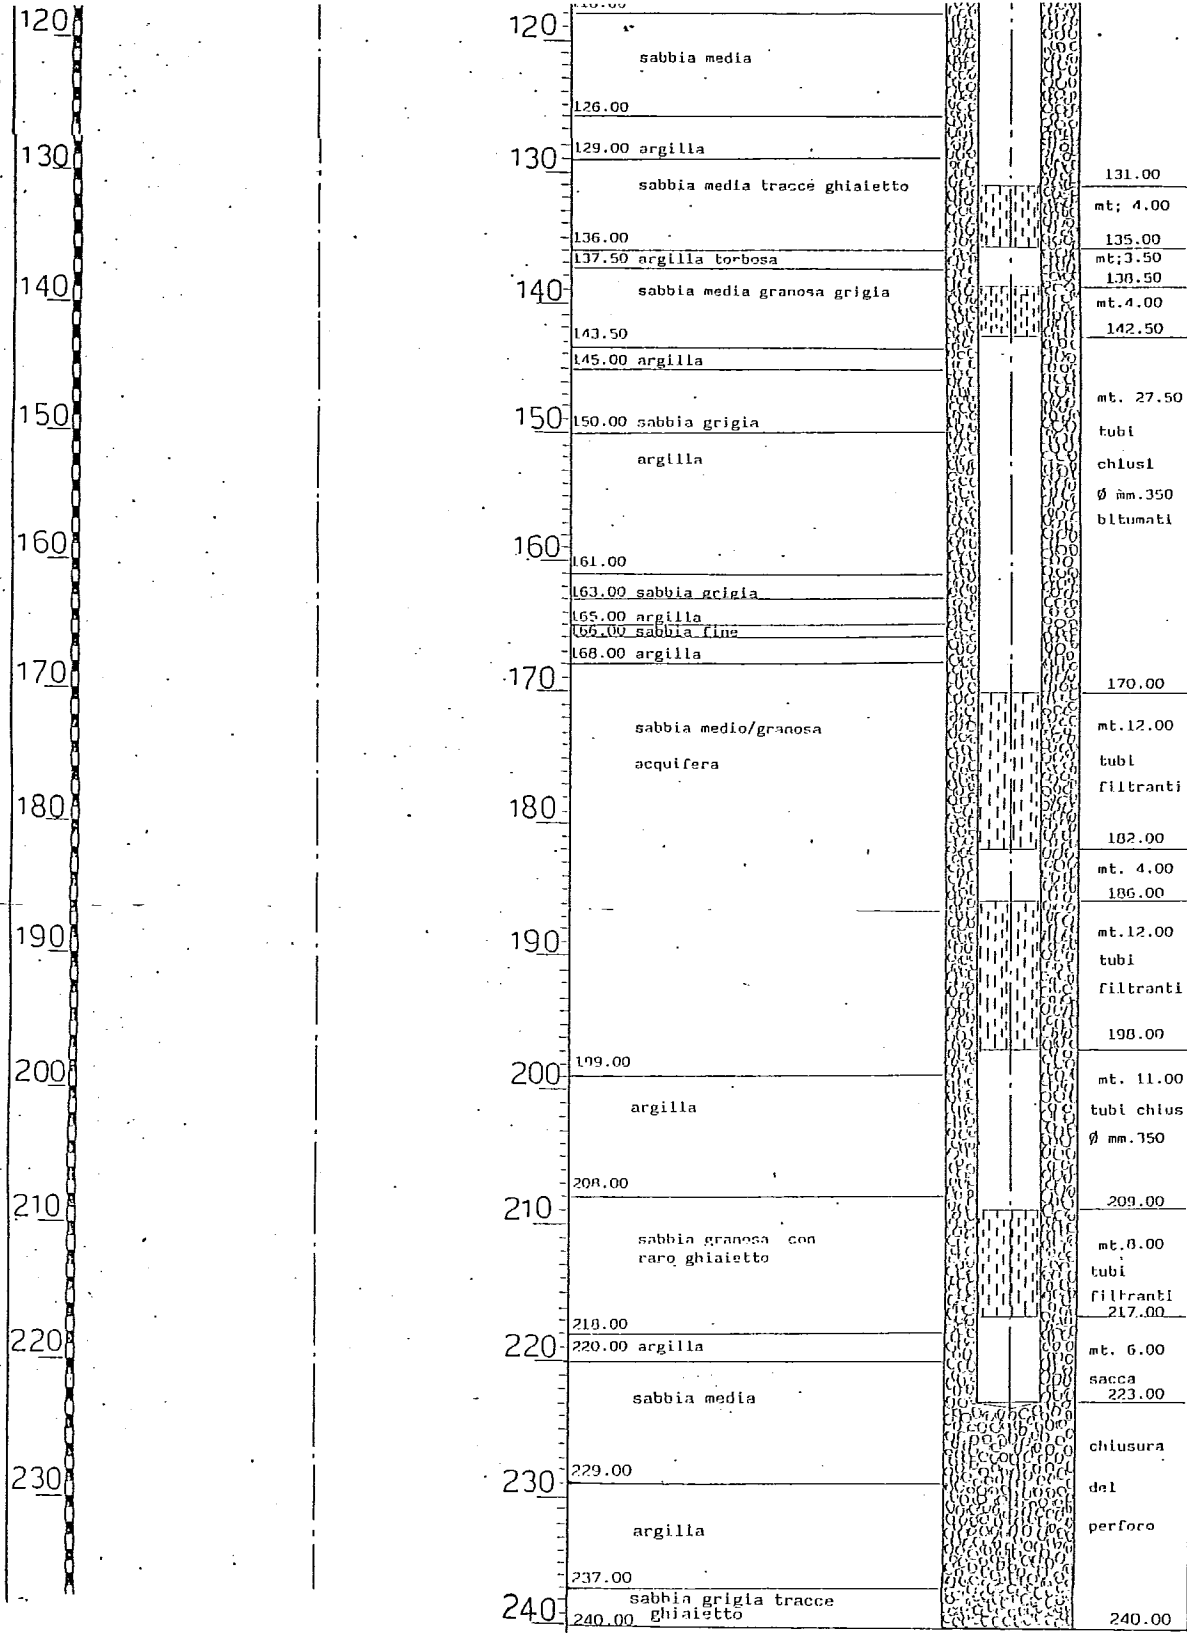 120
130
140
150
160
170
180
190
200
210
220
230
120
130
140
150
160
170
180
190
200
210
220
230
240
118.00
sabbia media
126.00
129.00 argilla
sabbia media tracce ghiaietto
136.00
137.50 argilla torbosa
sabbia media granosa grigia
143.50
145.00 argilla
150.00 sabbia grigia
argilla
161.00
163.00 sabbia grigia
165.00 argilla
166.00 sabbia fine
168.00 argilla
sabbia medio/granosa
acquifera
199.00
argilla
208.00
sabbia granosa con
raro ghiaietto
218.00
220.00 argilla
sabbia media
229.00
argilla
237.00
sabbia grigia tracce
ghiaietto
240.00
131.00
mt; 4.00
135.00
mt;3.50
138.50
mt.4.00
142.50
mt. 27.50
tubi
chiusi
Ø mm.350
bitumati
170.00
mt.12.00
tubi
filtranti
182.00
mt. 4.00
186.00
mt.12.00
tubi
filtranti
198.00
mt. 11.00
tubi chius
Ø mm.350
209.00
mt.8.00
tubi
filtranti
217.00
mt. 6.00
sacca
223.00
chiusura
del
perforo
240.00